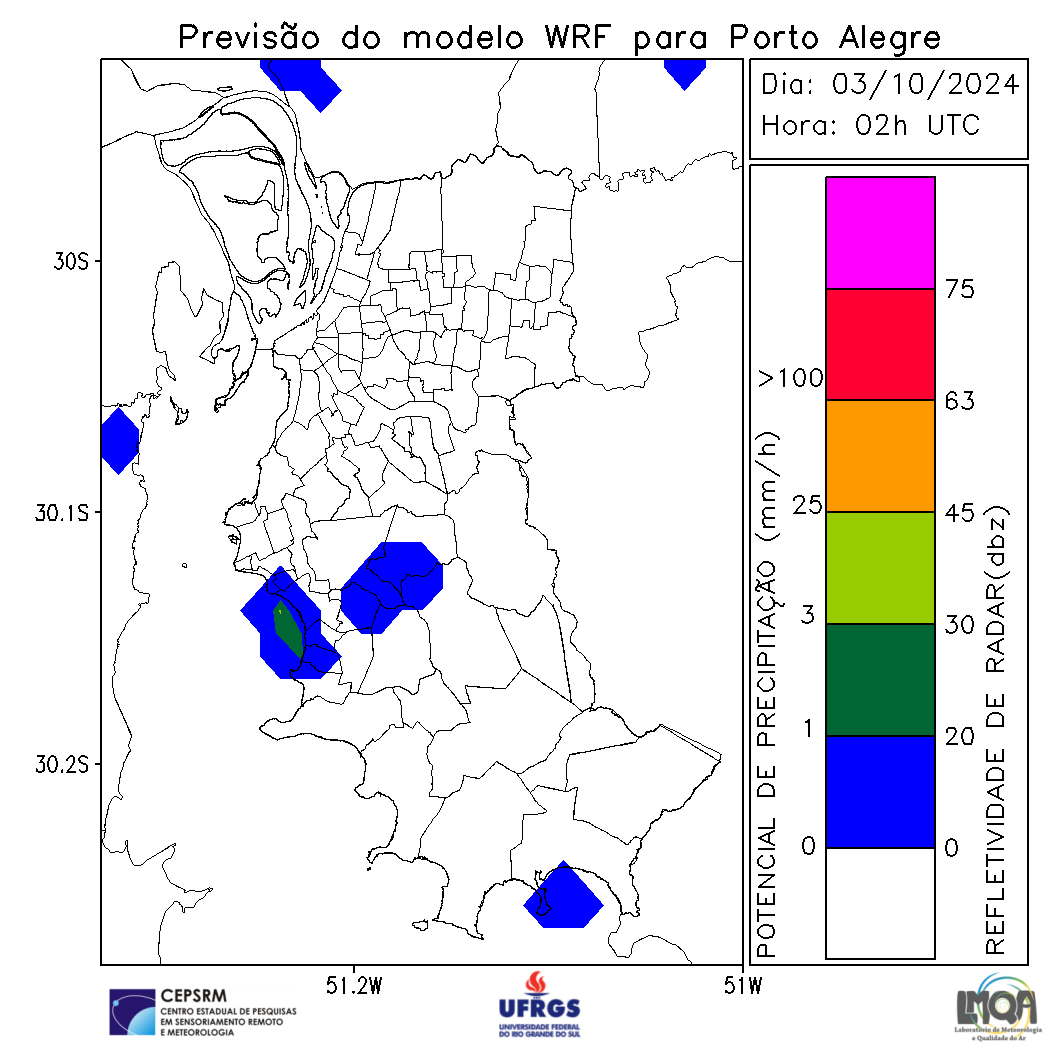 Previsão do modelo WRF para Porto Alegre
Dia: 03/10/2024
Hora: 02h UTC
30S
30.1S
30.2S
51.2W
51W
POTENCIAL DE PRECIPITAÇÃO (mm/h)
>100
25
3
1
0
75
63
45
30
20
0
REFLETIVIDADE DE RADAR(dbz)
CEPSRM
CENTRO ESTADUAL DE PESQUISAS
EM SENSORIAMENTO REMOTO
E METEOROLOGIA
UFRGS
UNIVERSIDADE FEDERAL
DO RIO GRANDE DO SUL
LMQA
Laboratório de Meteorologia
e Qualidade do Ar